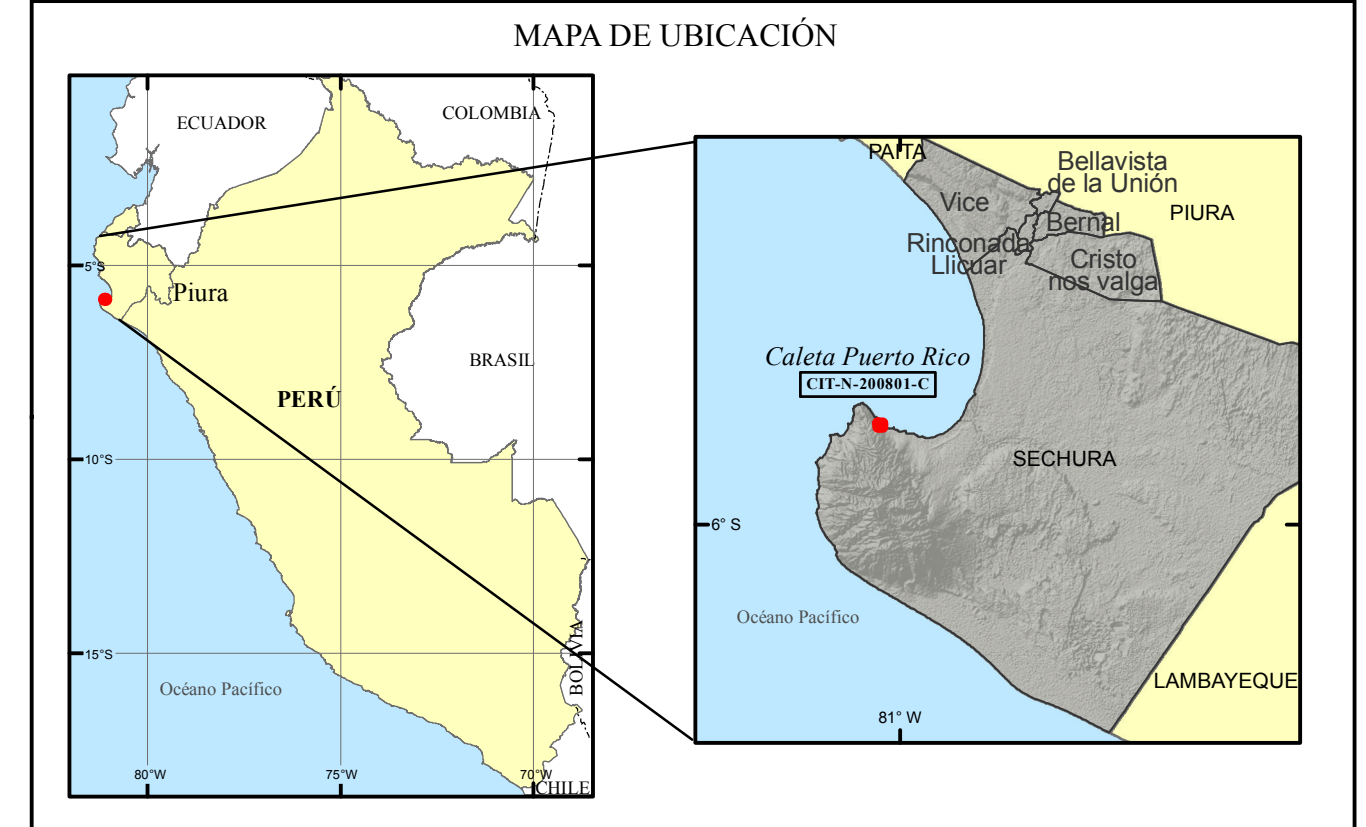 MAPA DE UBICACIÓN
ECUADOR
COLOMBIA
5°S
Piura
BRASIL
PERÚ
10°S
15°S
BOLIVIA
Océano Pacífico
80°W
75°W
70°W
CHILE
PAITA
Bellavista
de la Unión
Vice
PIURA
Bernal
Rinconada
Llicuar
Cristo
nos valga
Caleta Puerto Rico
CIT-N-200801-C
SECHURA
6° S
Océano Pacífico
LAMBAYEQUE
81° W